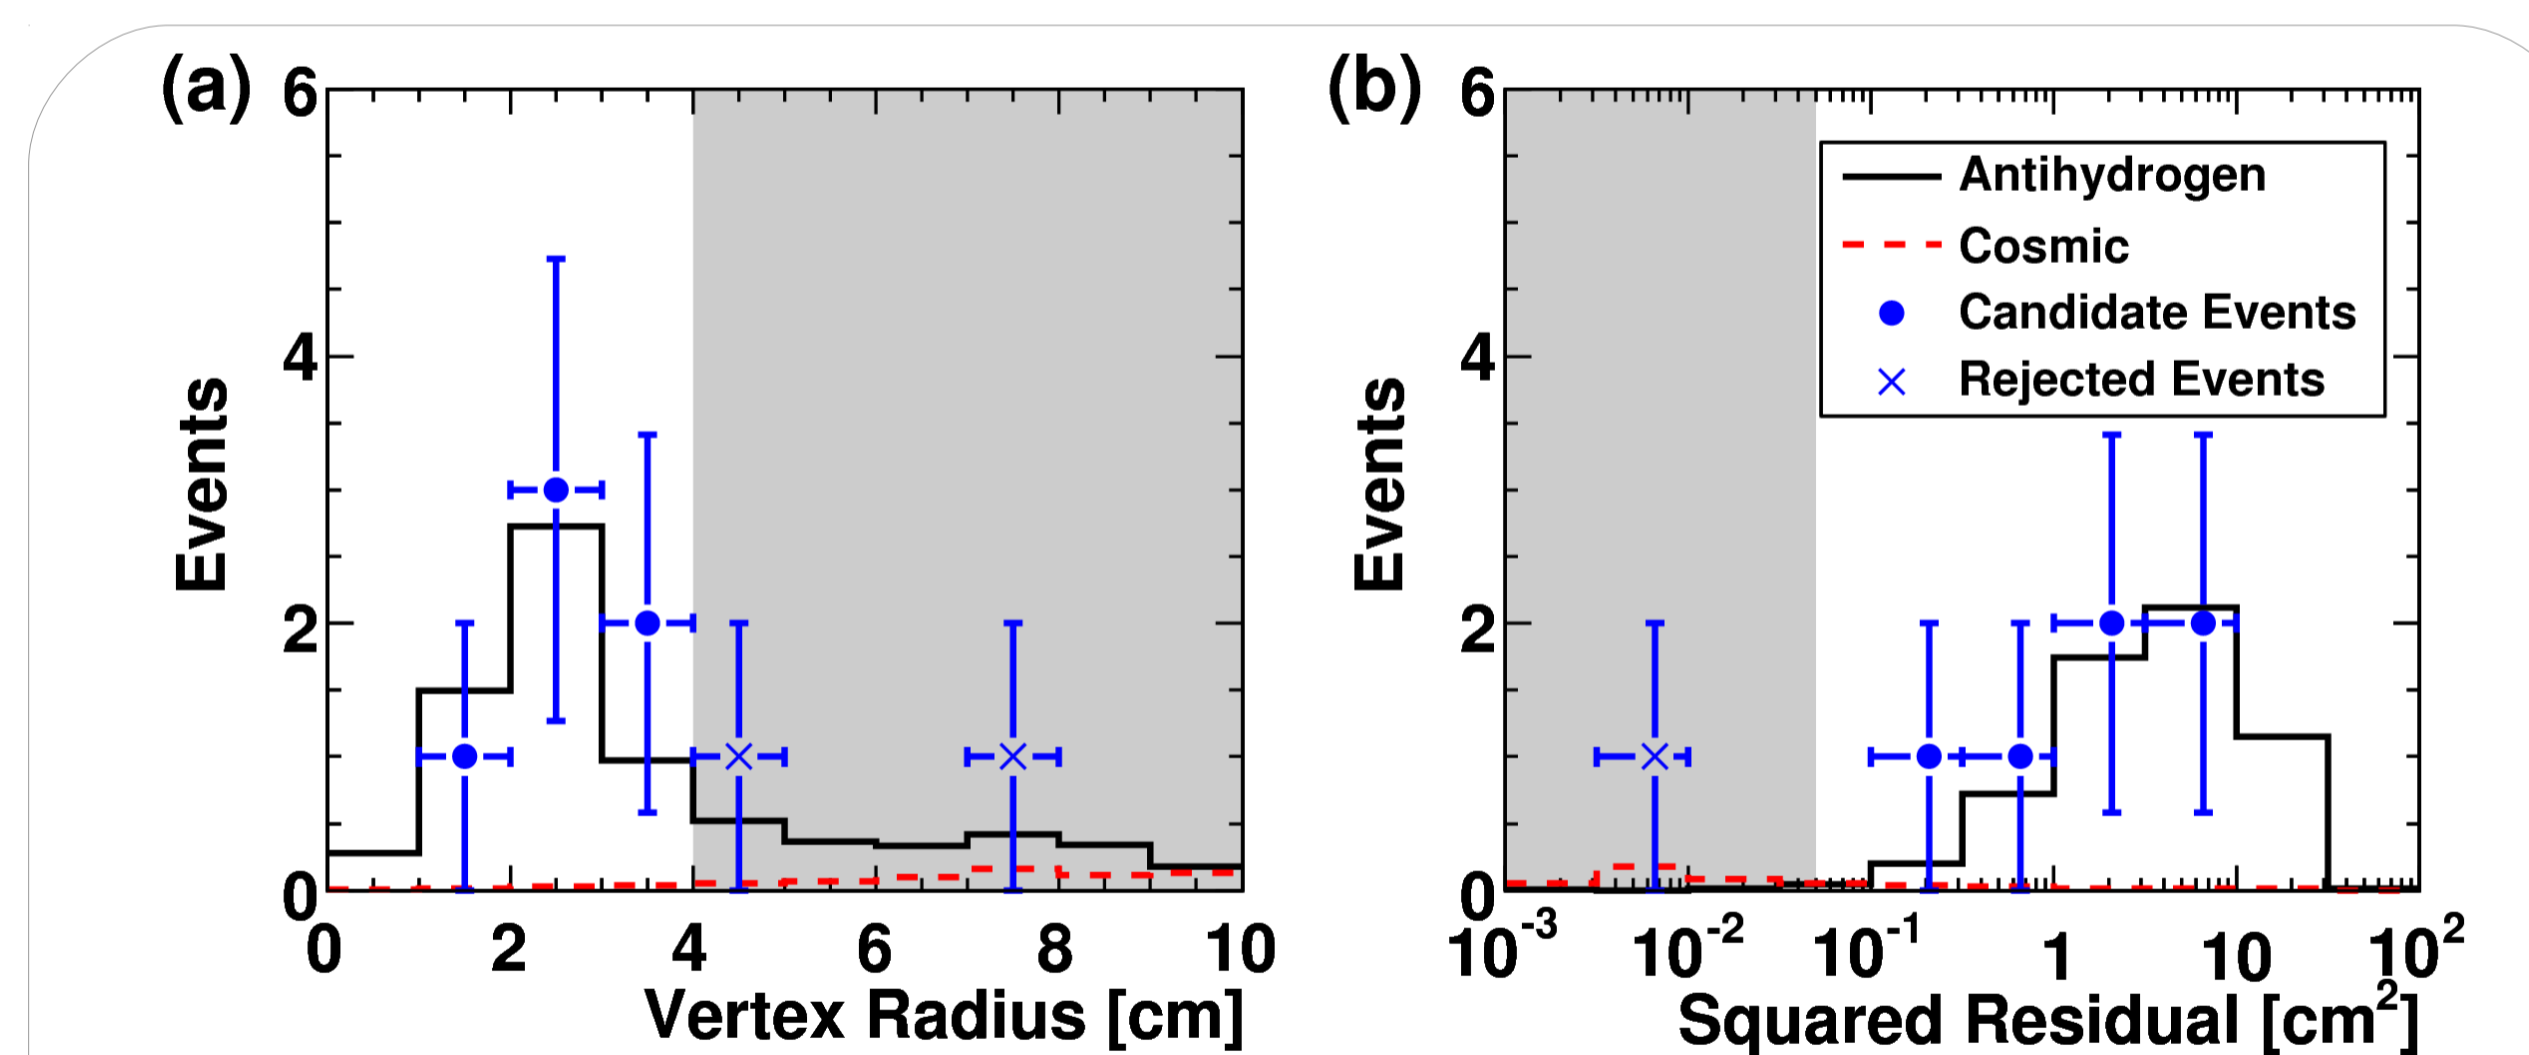 (a)
6
4
2
0
Events
0 2 4 6 8 10
Vertex Radius [cm]
(b)
6
4
2
0
Events
Antihydrogen
Cosmic
Candidate Events
Rejected Events
10⁻³ 10⁻² 10⁻¹ 1 10 10²
Squared Residual [cm²]